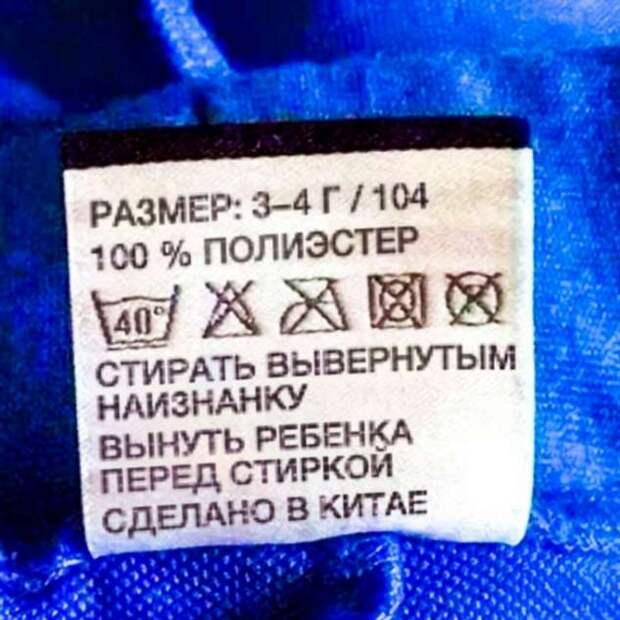 РАЗМЕР: 3–4 Г / 104
100 % ПОЛИЭСТЕР
40°
СТИРАТЬ ВЫВЕРНУТЫМ
НАИЗНАНКУ
ВЫНУТЬ РЕБЕНКА
ПЕРЕД СТИРКОЙ
СДЕЛАНО В КИТАЕ